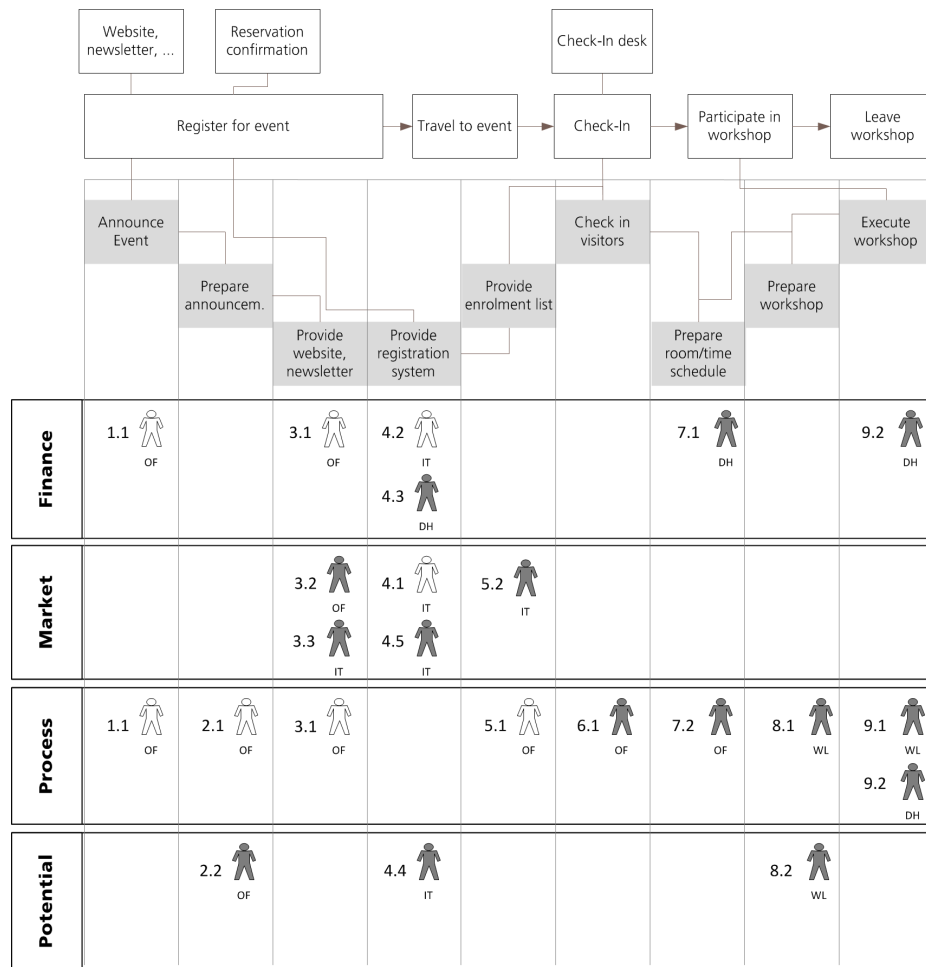 Website,
newsletter, ...
Reservation
confirmation
Check-In desk
Register for event
Travel to event
Check-In
Participate in
workshop
Leave
workshop
Announce
Event
Check in
visitors
Execute
workshop
Prepare
announcem.
Provide
enrolment list
Prepare
workshop
Provide
website,
newsletter
Provide
registration
system
Prepare
room/time
schedule
Finance
1.1
OF
3.1
OF
4.2
IT
7.1
DH
9.2
DH
4.3
DH
Market
3.2
OF
4.1
IT
5.2
IT
3.3
IT
4.5
IT
Process
1.1
OF
2.1
OF
3.1
OF
5.1
OF
6.1
OF
7.2
OF
8.1
WL
9.1
WL
9.2
DH
Potential
2.2
OF
4.4
IT
8.2
WL